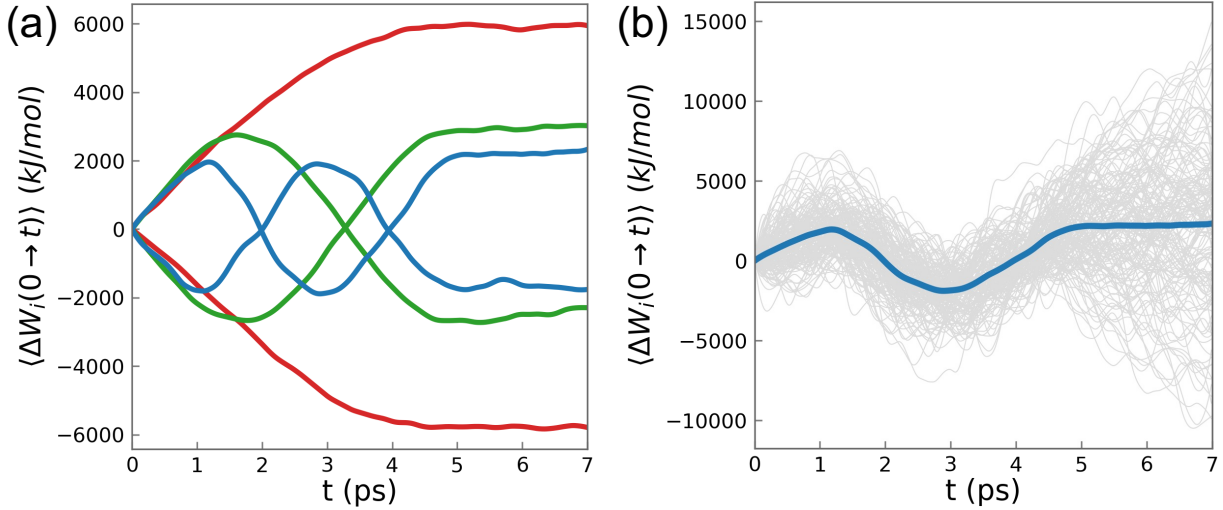 (a)
⟨ΔW_i(0 → t)⟩ (kJ/mol)
6000
4000
2000
0
−2000
−4000
−6000
0 1 2 3 4 5 6 7
t (ps)
(b)
⟨ΔW_i(0 → t)⟩ (kJ/mol)
15000
10000
5000
0
−5000
−10000
0 1 2 3 4 5 6 7
t (ps)